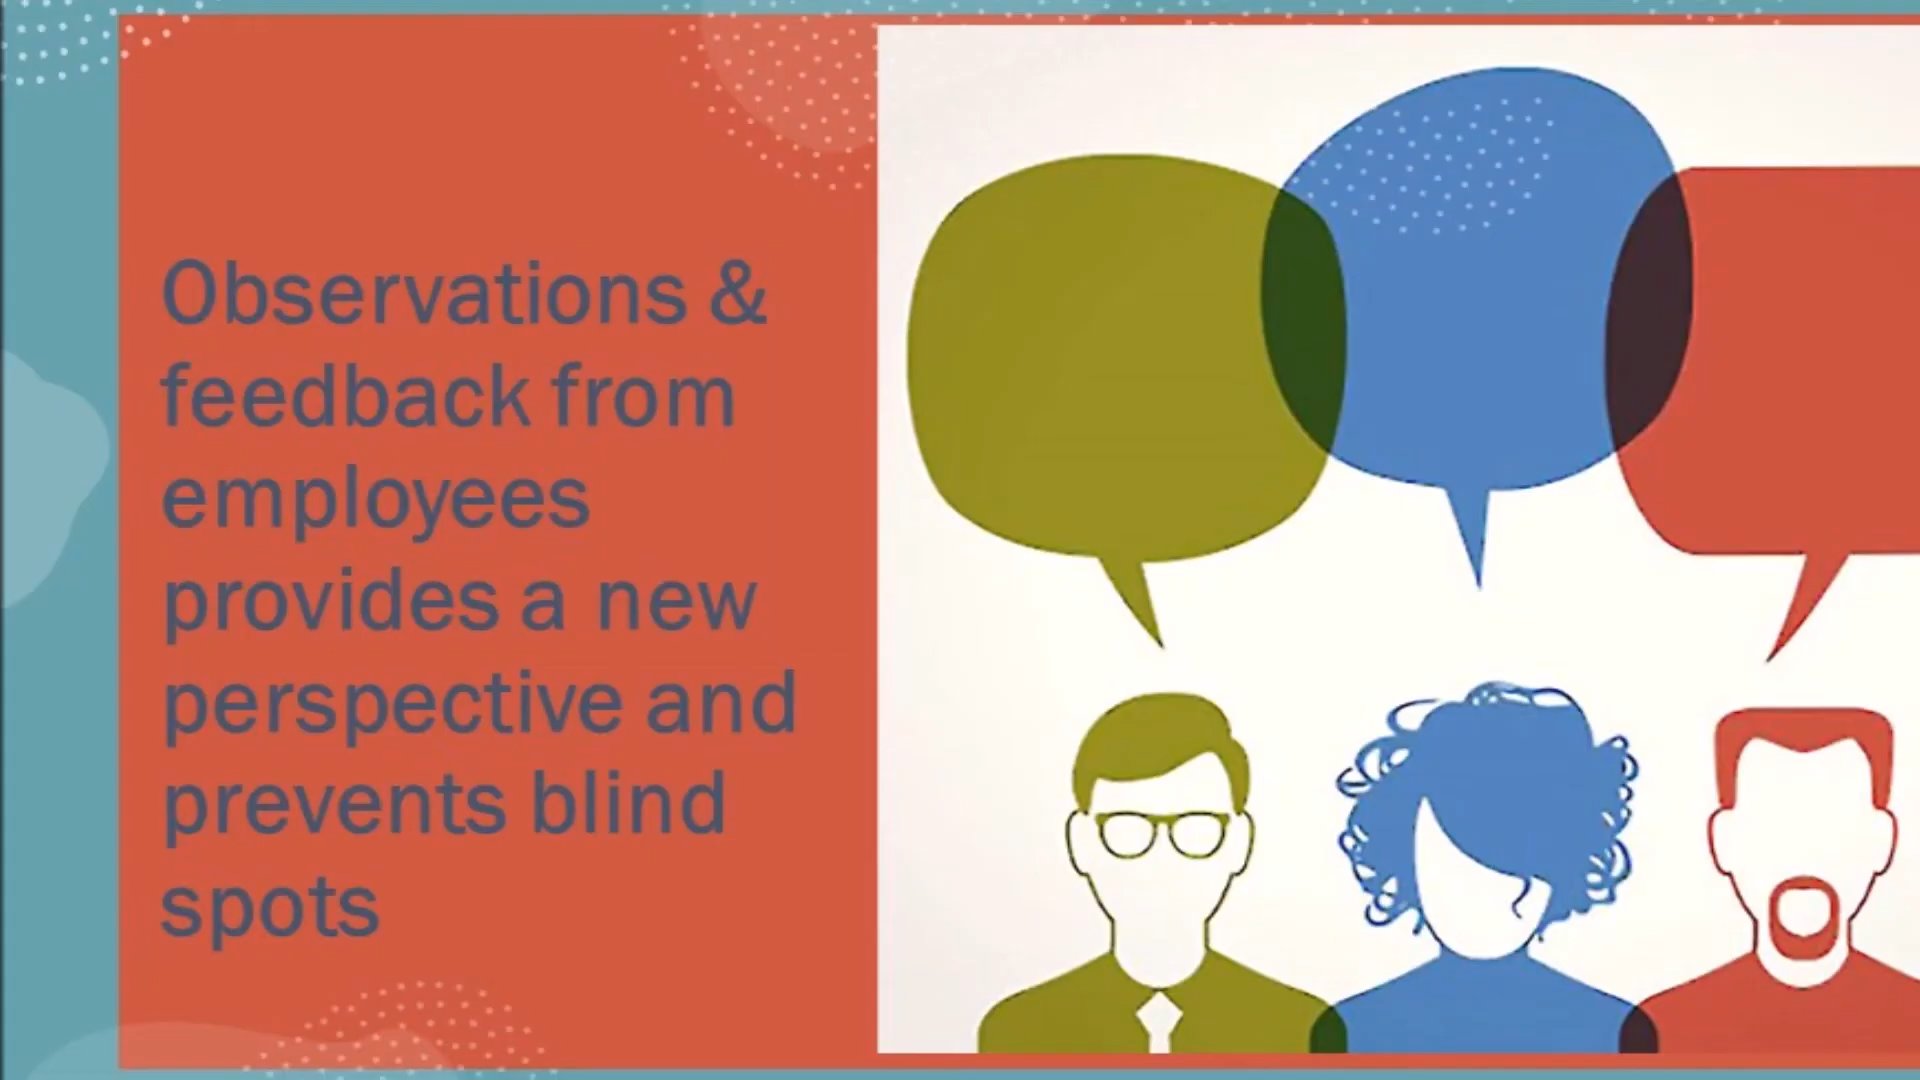 Observations &
feedback from
employees
provides a new
perspective and
prevents blind
spots